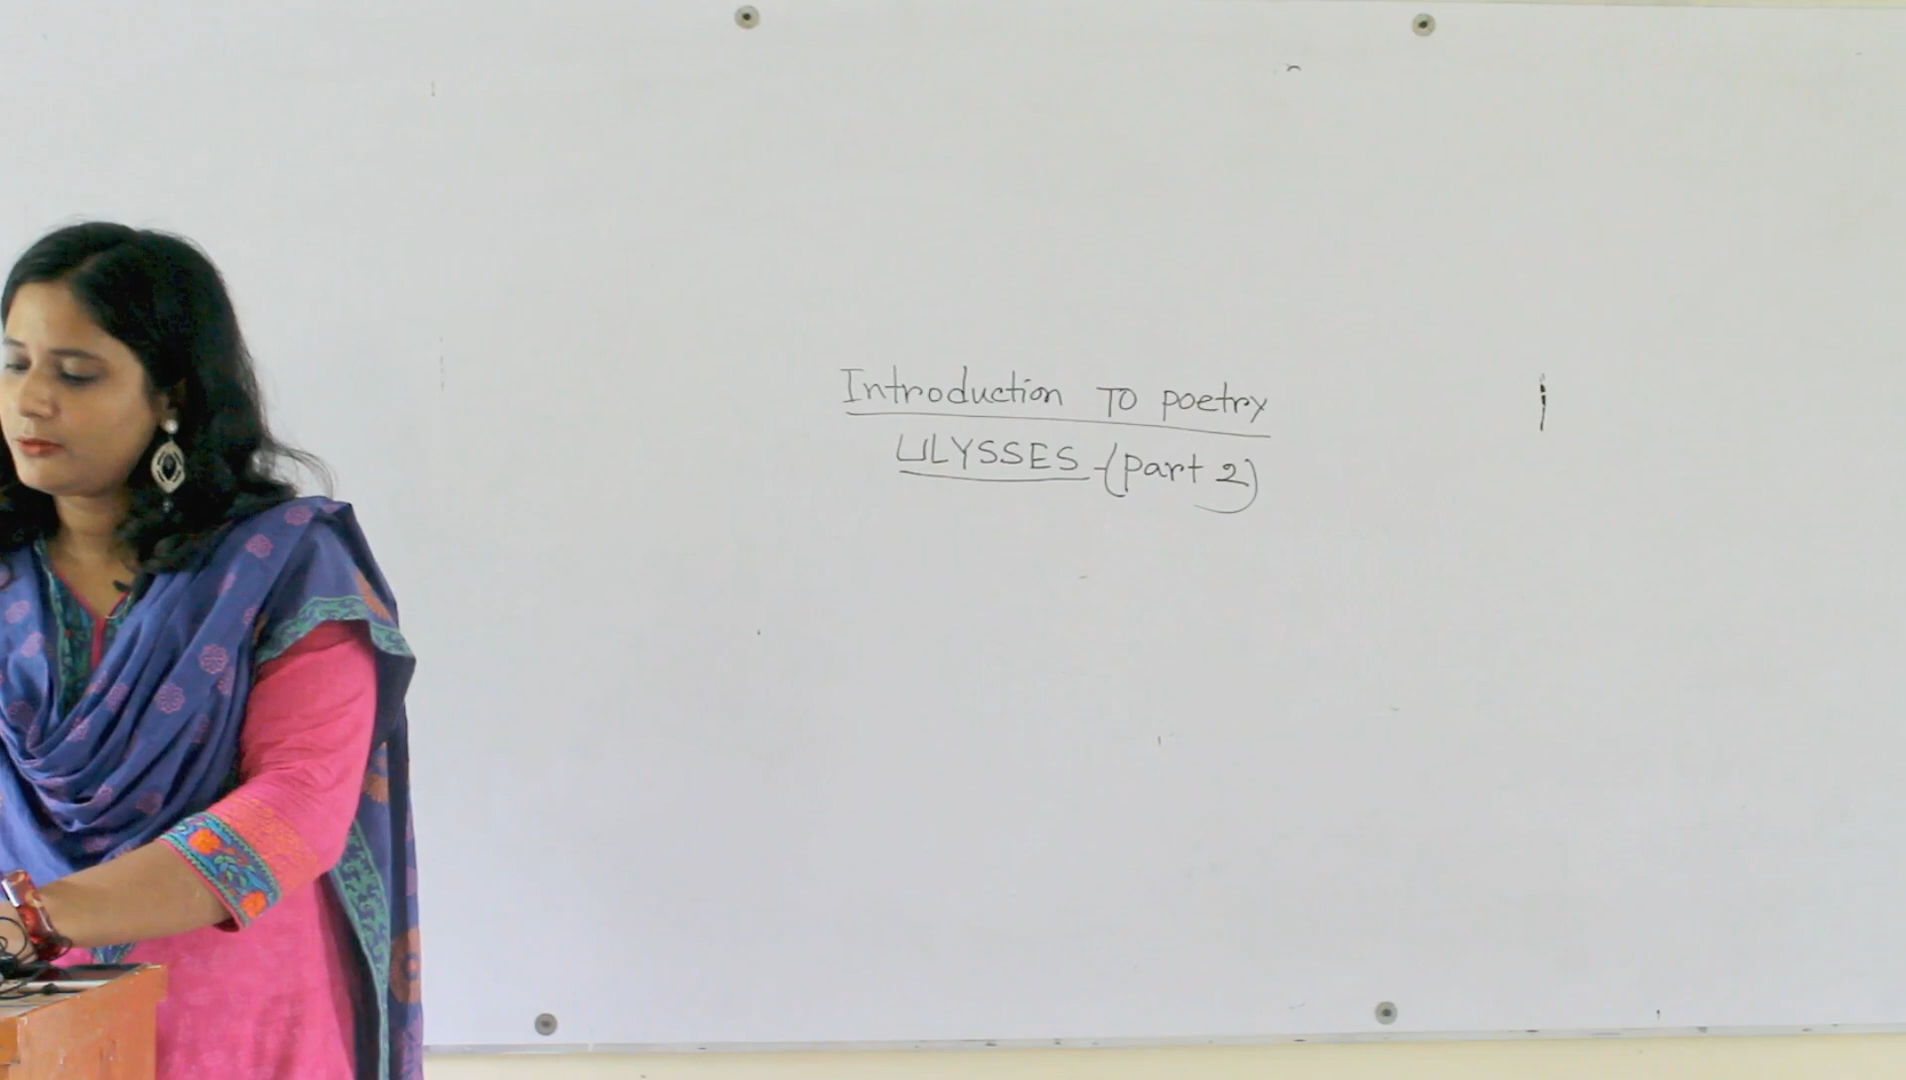 Introduction TO poetry
ULYSSES - (part 2)